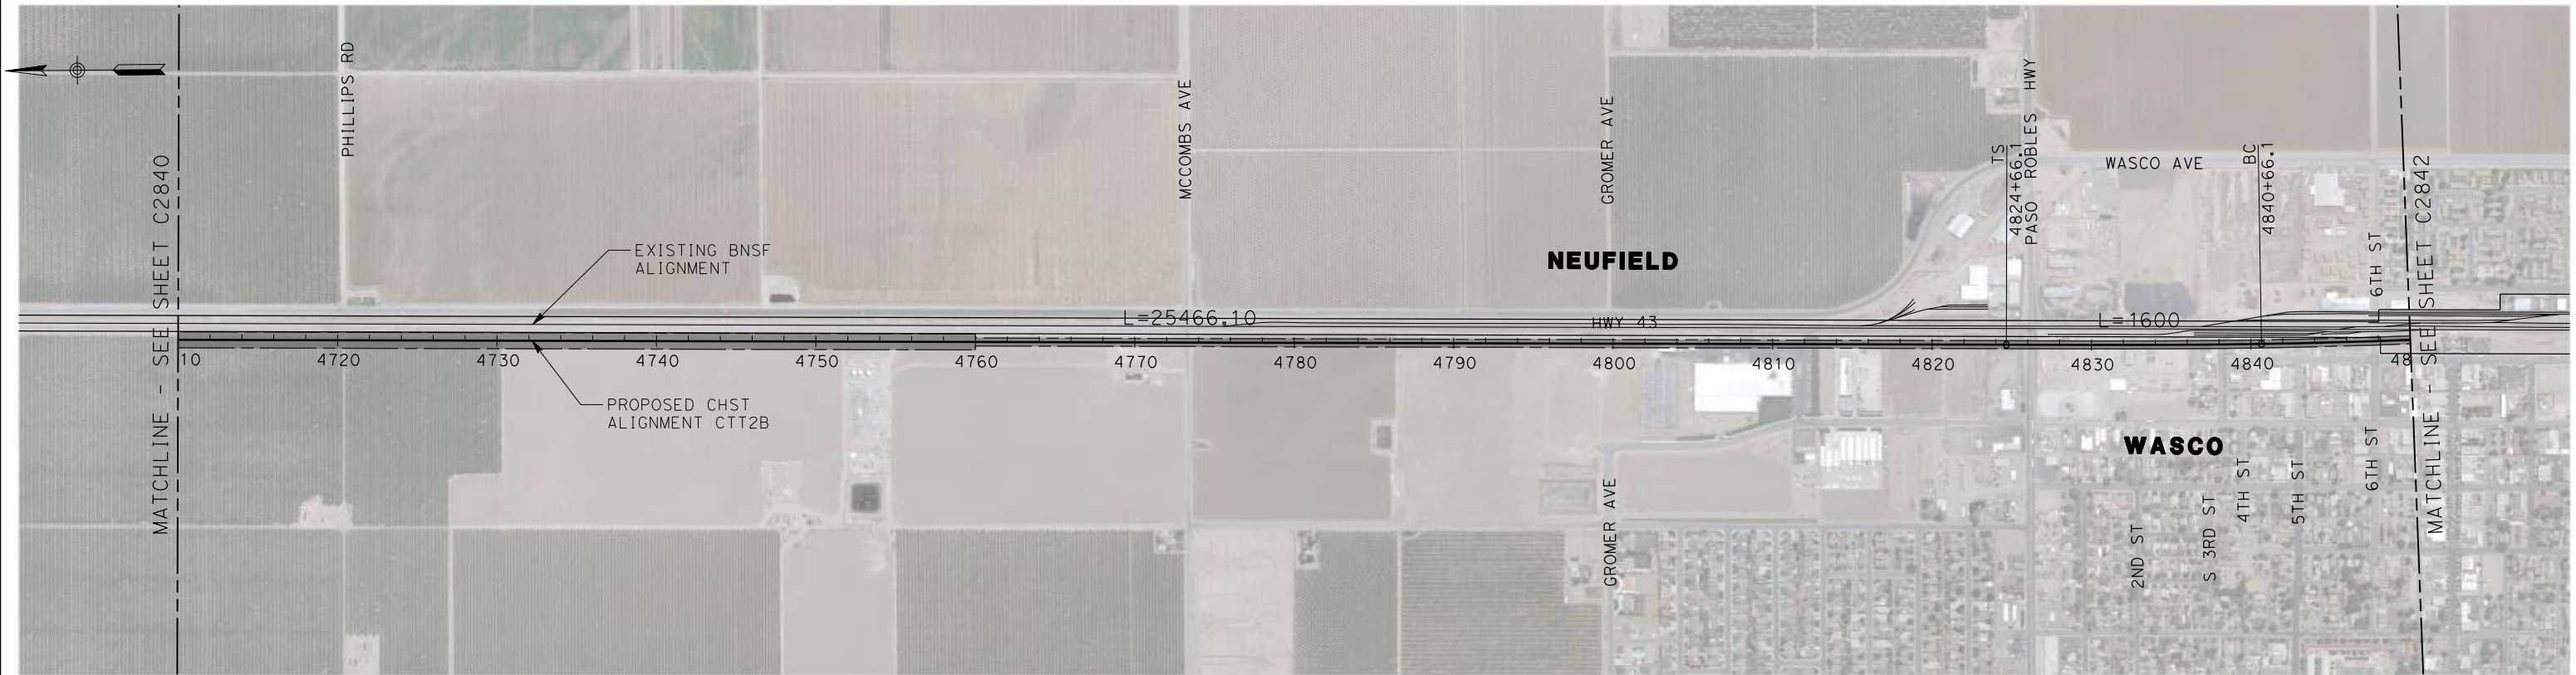 MATCHLINE - SEE SHEET C2840
PHILLIPS RD
MCCOMBS AVE
GROMER AVE
TS
4824+66.1
PASO ROBLES HWY
WASCO AVE
BC
4840+66.1
6TH ST
MATCHLINE - SEE SHEET C2842
EXISTING BNSF
ALIGNMENT
NEUFIELD
L=25466.10
HWY 43
L=1600
10 4720 4730 4740 4750 4760 4770 4780 4790 4800 4810 4820 4830 4840 48
PROPOSED CHST
ALIGNMENT CTT2B
WASCO
GROMER AVE
2ND ST
S 3RD ST
4TH ST
5TH ST
6TH ST